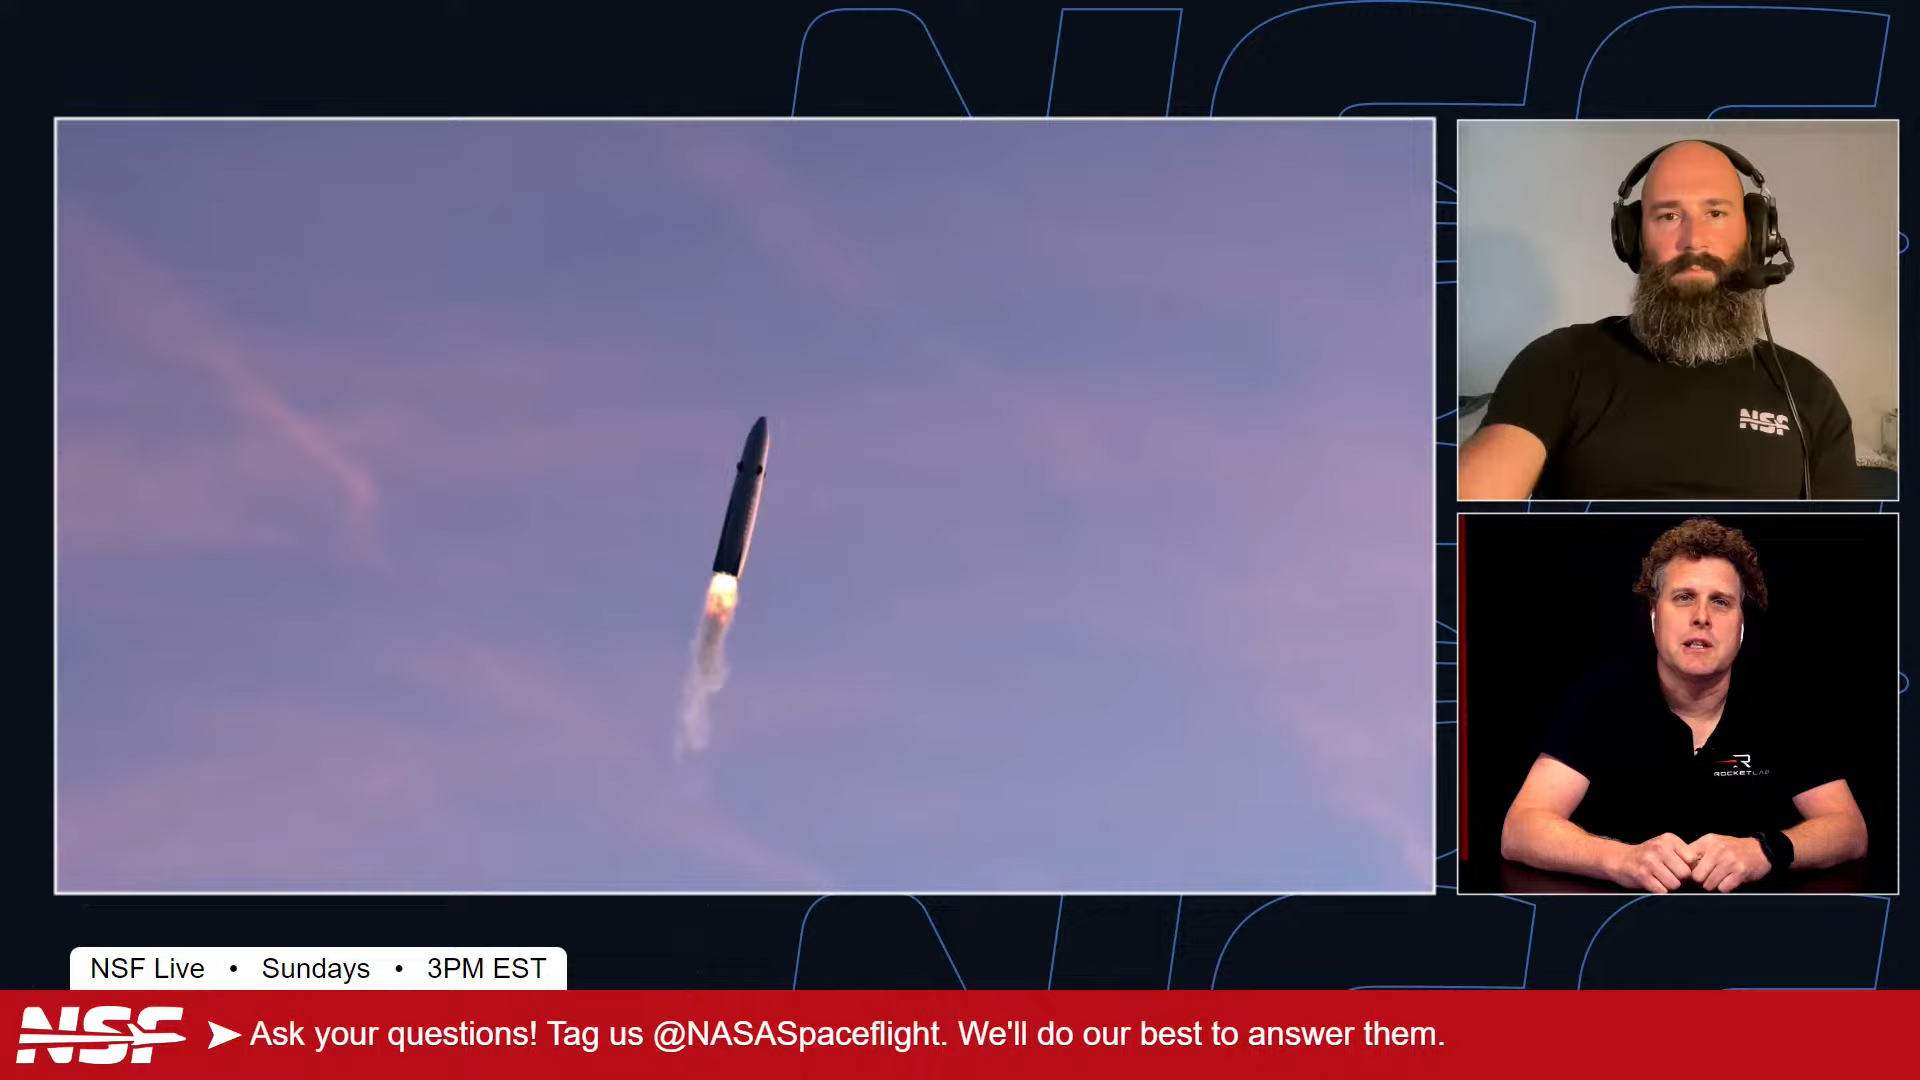 NSF
ROCKETLAB
NSF Live • Sundays • 3PM EST
NSF
Ask your questions! Tag us @NASASpaceflight. We'll do our best to answer them.